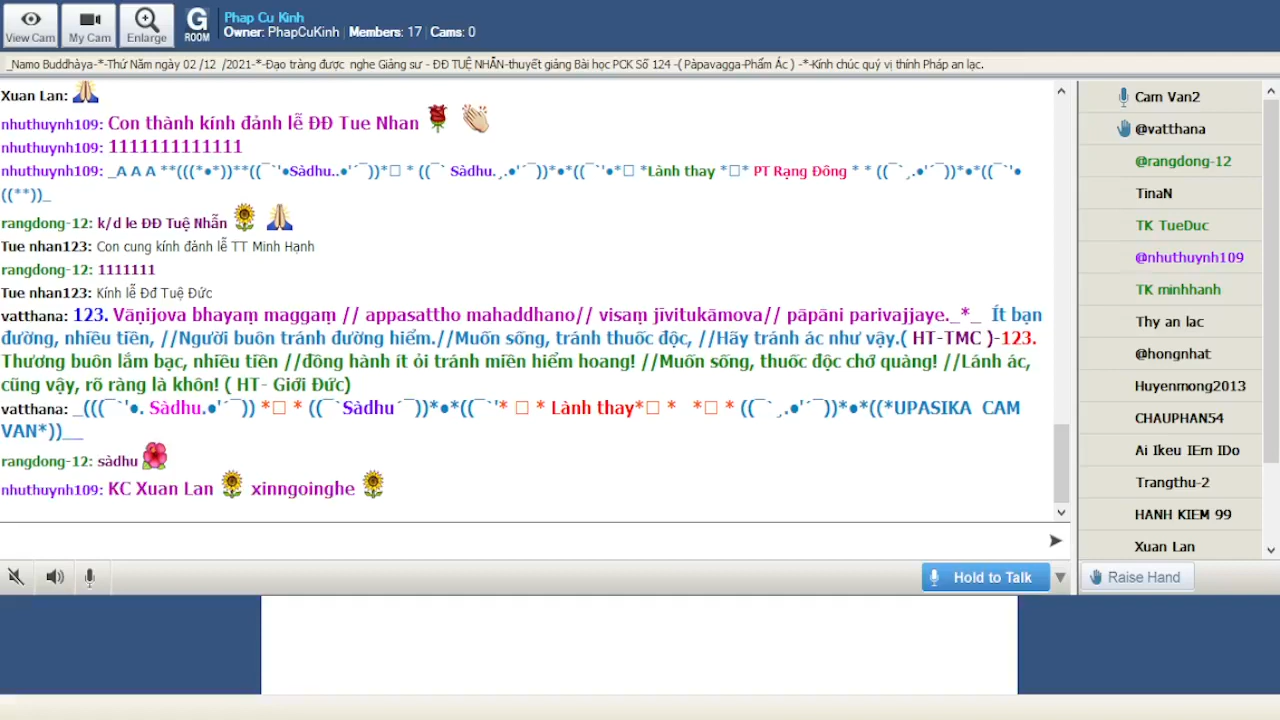 View Cam
My Cam
Enlarge
G
ROOM
Phap Cu Kinh
Owner: PhapCuKinh | Members: 17 | Cams: 0
_Namo Buddhàya-*-Thứ Năm ngày 02 /12 /2021-*-Đạo tràng được nghe Giảng sư - ĐĐ TUỆ NHẪN-thuyết giảng Bài học PCK Số 124 -( Pàpavagga-Phẩm Ác ) -*-Kính chúc quý vị thính Pháp an lạc.
Xuan Lan:
nhuthuynh109: Con thành kính đảnh lễ ĐĐ Tue Nhan
nhuthuynh109: 1111111111111
nhuthuynh109: _A A A **(((*•*))**((¯`'•Sàdhu..•'´¯))*□ * ((¯` Sàdhu.¸.•'´¯))*•*((¯`'•*□ *Lành thay *□* PT Rạng Đông * * ((¯`¸.•'´¯))*•*((¯`'•
((**))_
rangdong-12: k/d łe ĐĐ Tuệ Nhẫn
Tue nhan123: Con cung kính đảnh lễ TT Minh Hạnh
rangdong-12: 1111111
Tue nhan123: Kính lễ Đđ Tuệ Đức
vatthana: 123. Vāṇijova bhayaṃ maggaṃ // appasattho mahaddhano// visaṃ jīvitukāmova// pāpāni parivajjaye._*_ Ít bạn
đường, nhiều tiền, //Người buôn tránh đường hiểm.//Muốn sống, tránh thuốc độc, //Hãy tránh ác như vậy.( HT-TMC )-123.
Thương buôn lắm bạc, nhiều tiền //đồng hành ít ỏi tránh miền hiểm hoang! //Muốn sống, thuốc độc chớ quàng! //Lánh ác,
cũng vậy, rõ ràng là khôn! ( HT- Giới Đức)
vatthana: _(((¯`'•. Sàdhu.•'´¯)) *□ * ((¯`Sàdhu´¯))*•*((¯`'* □ * Lành thay*□ * *□ * ((¯`¸.•'´¯))*•*((*UPASIKA CAM
VAN*))__
rangdong-12: sàdhu
nhuthuynh109: KC Xuan Lan xinngoinghe
Hold to Talk
Cam Van2
@vatthana
@rangdong-12
TinaN
TK TueDuc
@nhuthuynh109
TK minhhanh
Thy an lac
@hongnhat
Huyenmong2013
CHAUPHAN54
Ai Ikeu IEm IDo
Trangthu-2
HANH KIEM 99
Xuan Lan
Raise Hand